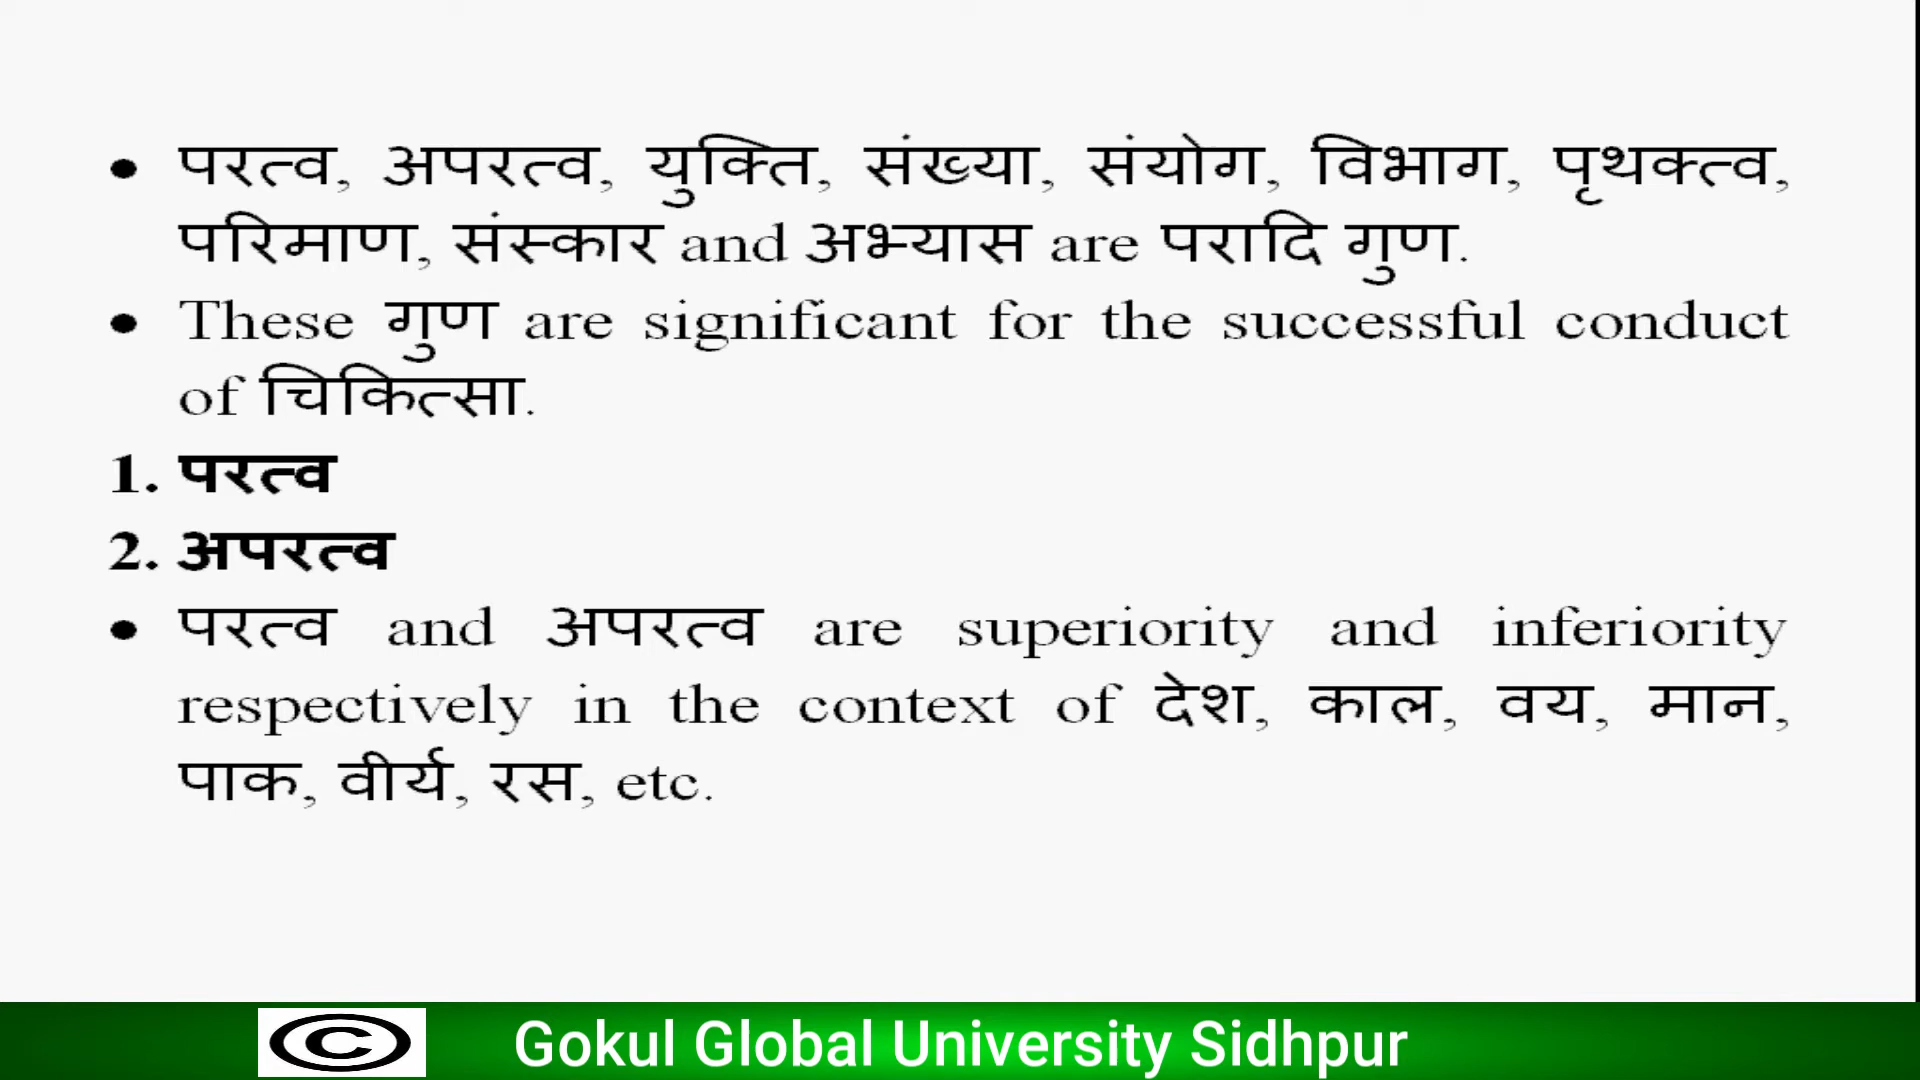 • परत्व, अपरत्व, युक्ति, संख्या, संयोग, विभाग, पृथक्त्व,
परिमाण, संस्कार and अभ्यास are परादि गुण.
• These गुण are significant for the successful conduct
of चिकित्सा.
1. परत्व
2. अपरत्व
• परत्व and अपरत्व are superiority and inferiority
respectively in the context of देश, काल, वय, मान,
पाक, वीर्य, रस, etc.
© Gokul Global University Sidhpur